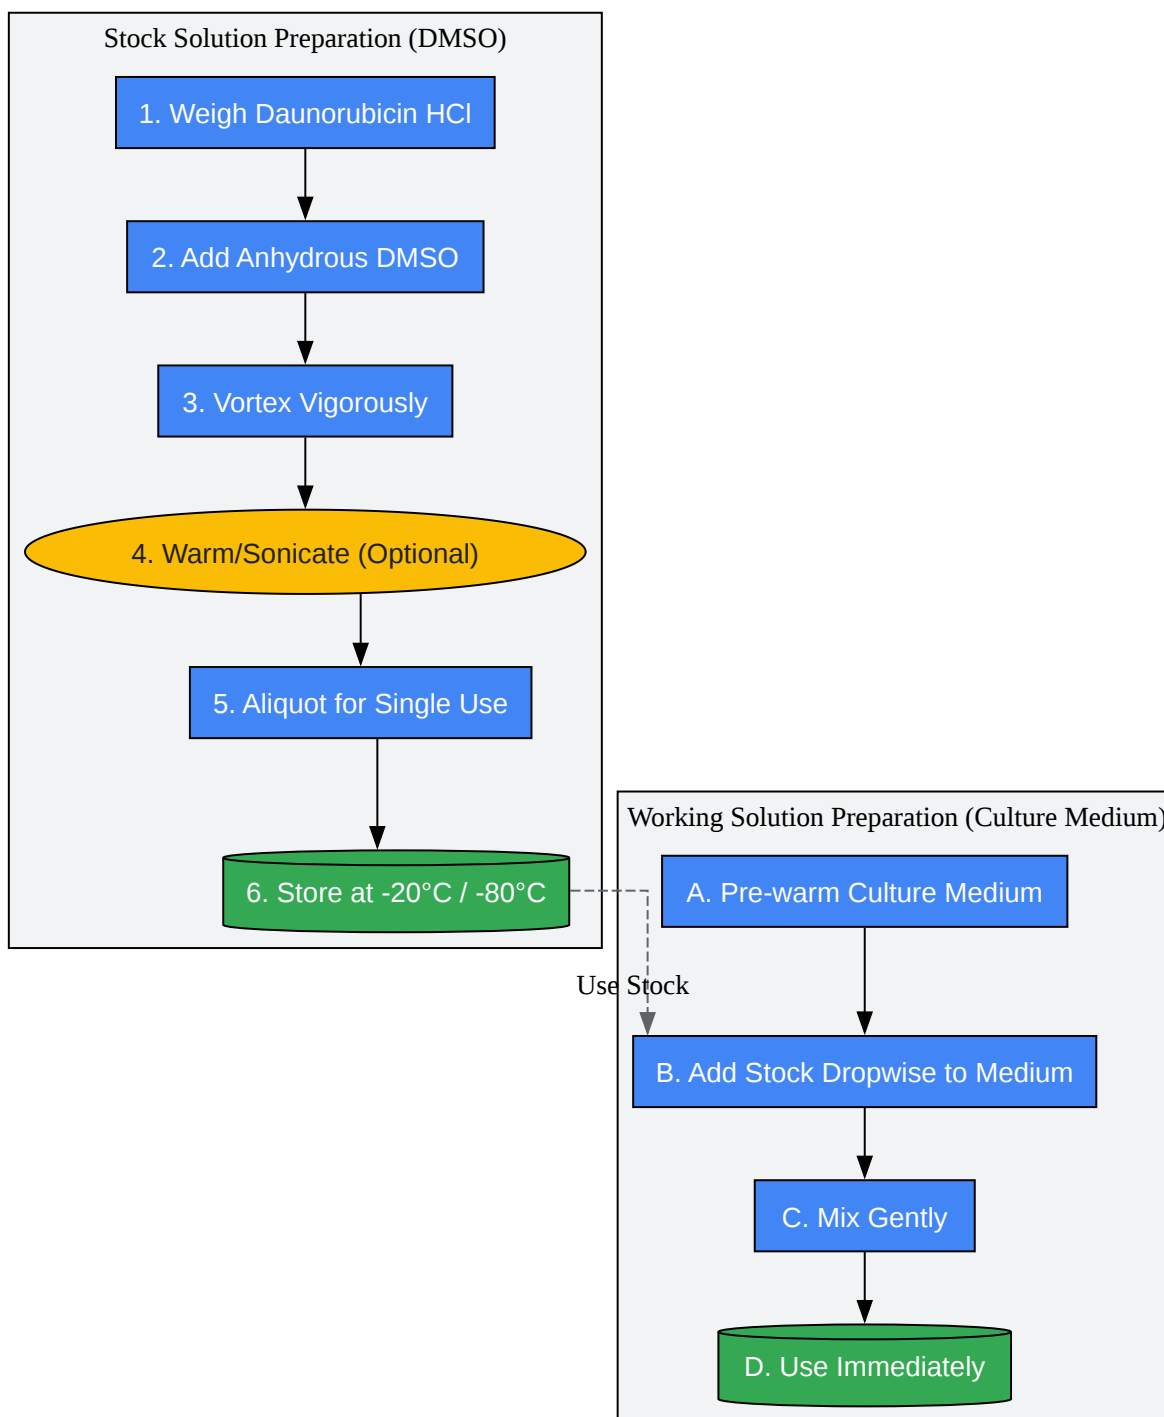 Stock Solution Preparation (DMSO)
1. Weigh Daunorubicin HCl
2. Add Anhydrous DMSO
3. Vortex Vigorously
4. Warm/Sonicate (Optional)
5. Aliquot for Single Use
6. Store at -20°C / -80°C
Use Stock
Working Solution Preparation (Culture Medium)
A. Pre-warm Culture Medium
B. Add Stock Dropwise to Medium
C. Mix Gently
D. Use Immediately